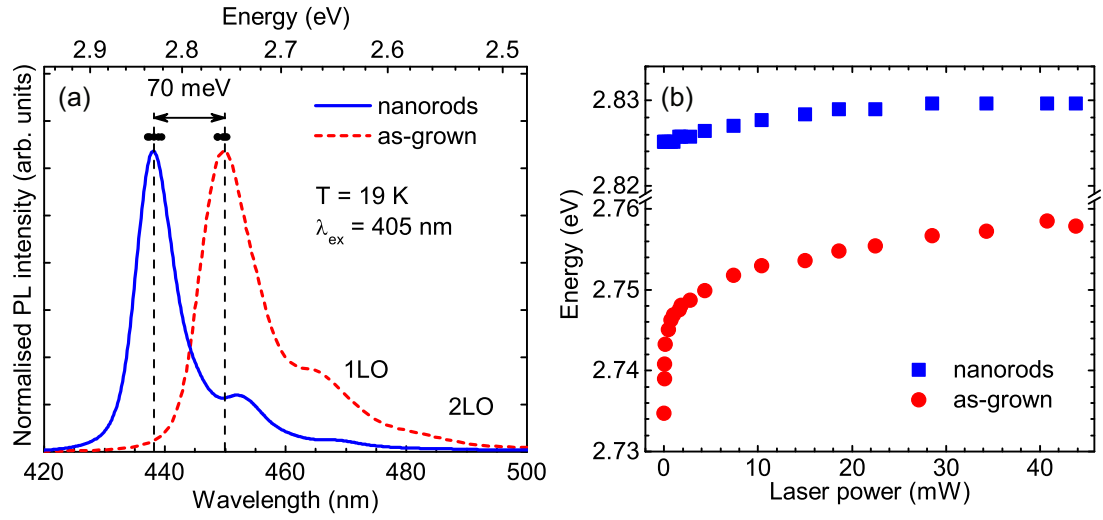 Energy (eV)
2.9 2.8 2.7 2.6 2.5
(a)
70 meV
nanorods
as-grown
T = 19 K
λex = 405 nm
1LO
2LO
Normalised PL intensity (arb. units)
420 440 460 480 500
Wavelength (nm)
(b)
2.83
2.82
2.76
2.75
2.74
2.73
Energy (eV)
nanorods
as-grown
0 10 20 30 40
Laser power (mW)